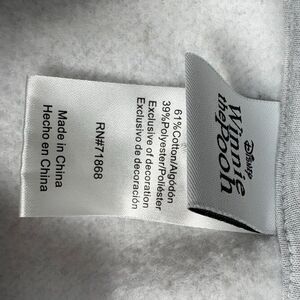 Disney
Winnie
the Pooh
61%Cotton/Algodón
39%Polyester/Poliéster
Exclusive of decoration
Exclusivo de decoración
RN#71868
Made in China
Hecho en China